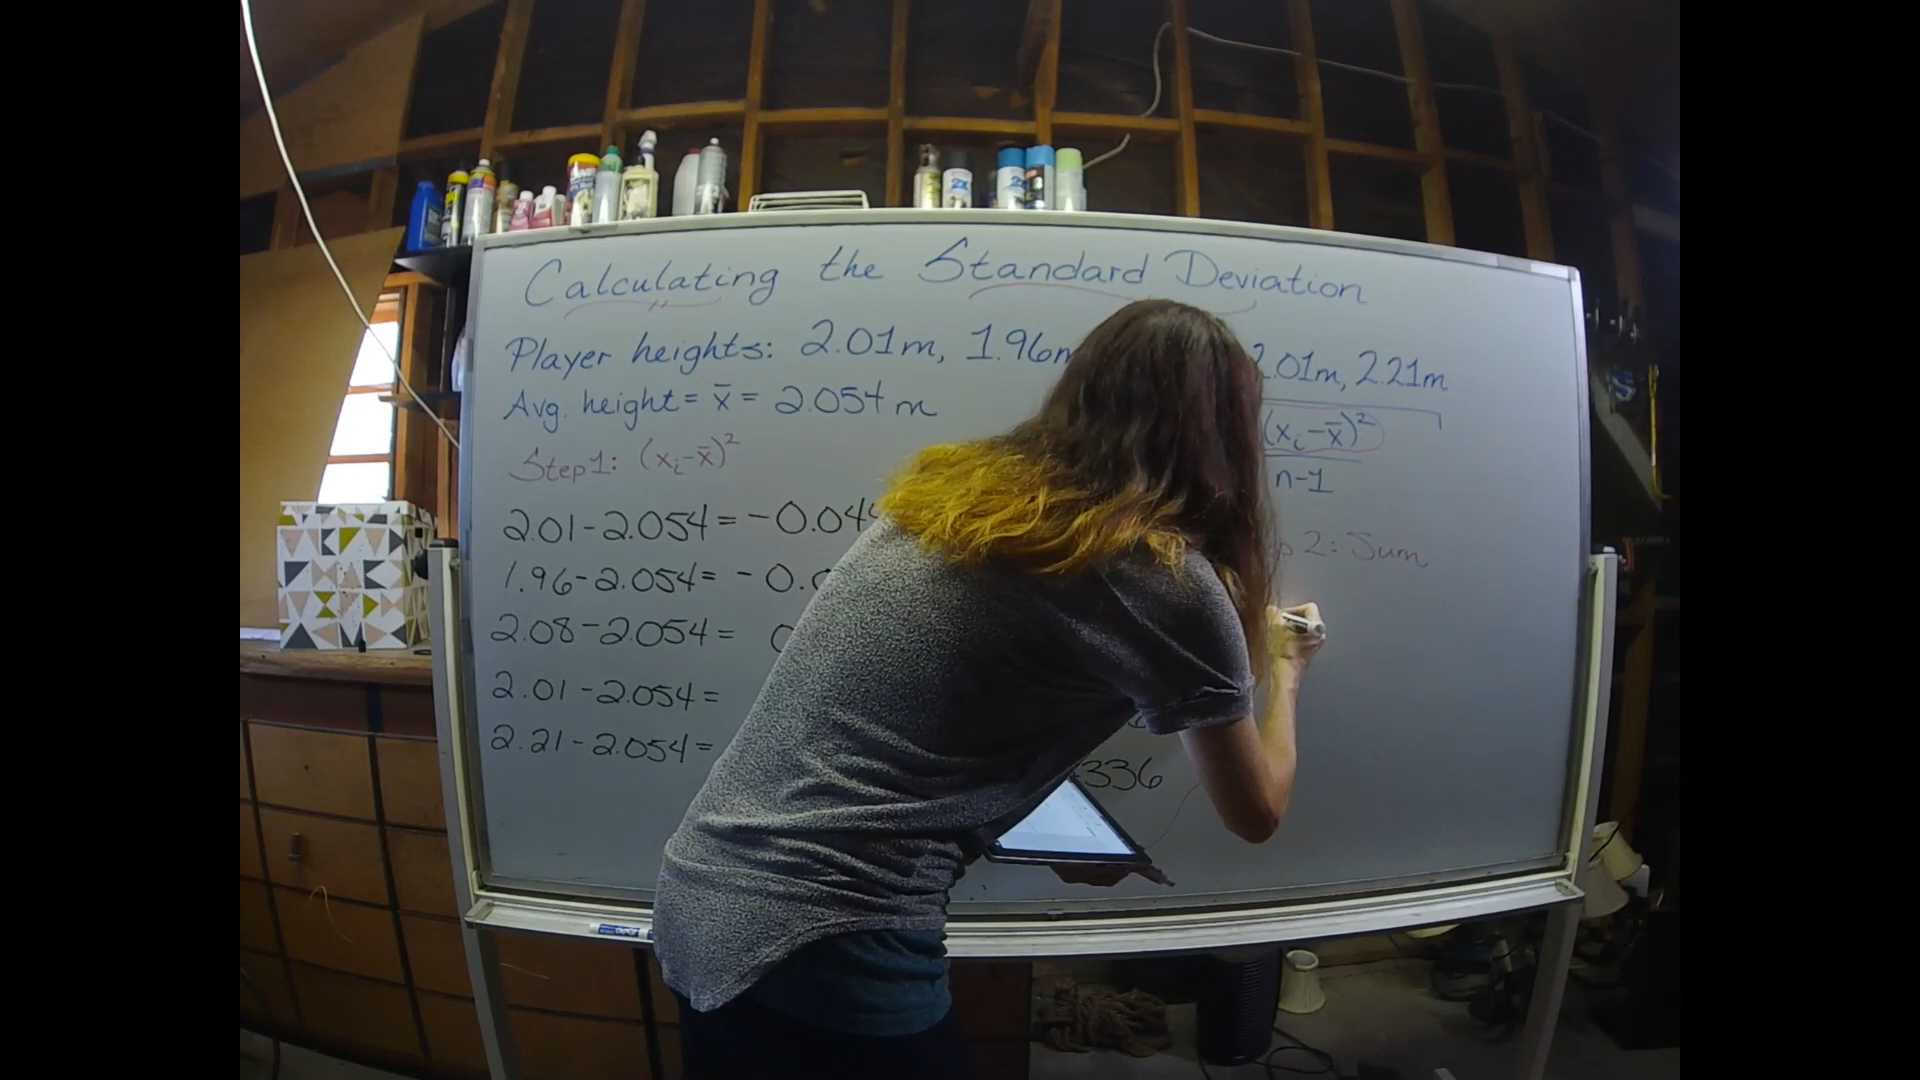 Calculating the Standard Deviation
Player heights: 2.01m, 1.96m 2.01m, 2.21m
Avg. height = x̄ = 2.054 m
(xᵢ-x̄)²
n-1
Step 1: (xᵢ-x̄)²
2: Sum
2.01-2.054= -0.04
1.96-2.054= -0.0
2.08-2.054= 0
2.01-2.054=
2.21-2.054=
336
2X
EXPO